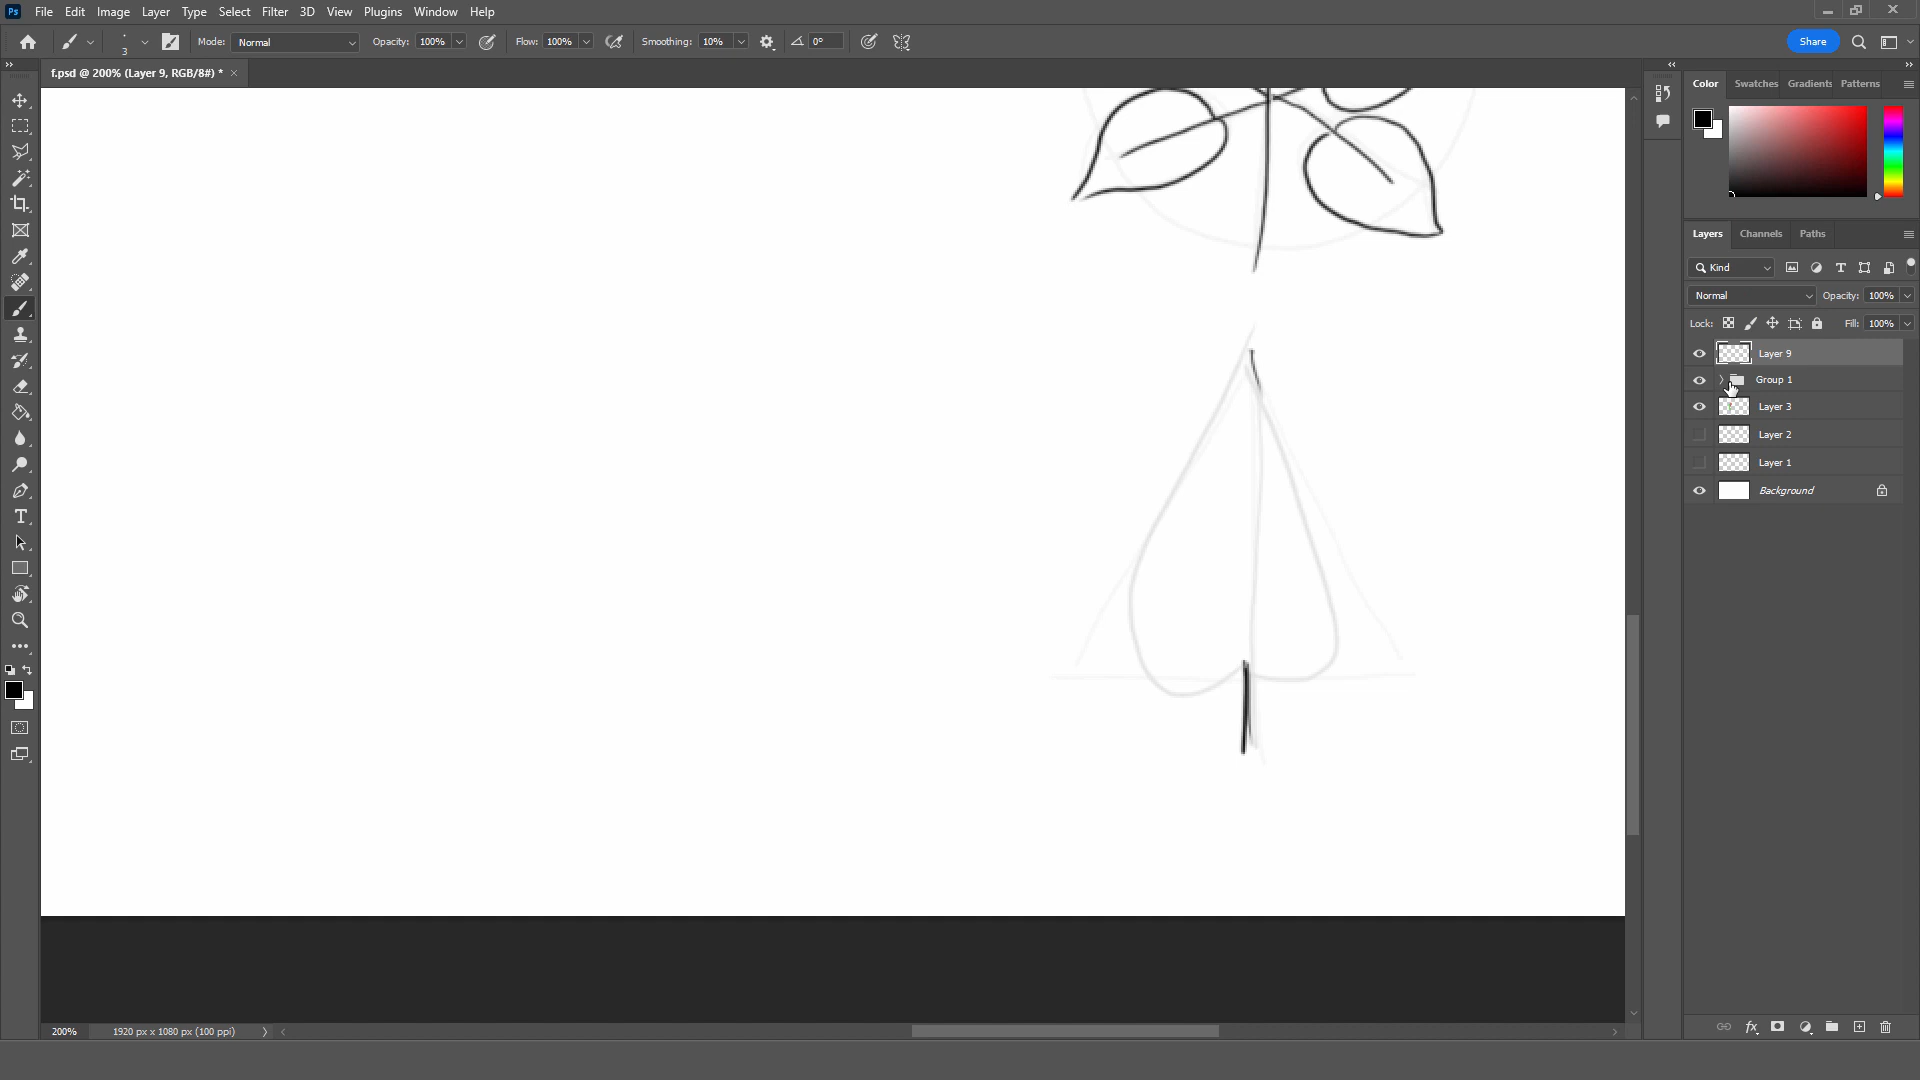 Ps File Edit Image Layer Type Select Filter 3D View Plugins Window Help
3 Mode: Normal Opacity: 100% Flow: 100% Smoothing: 10% 0° Share
f.psd @ 200% (Layer 9, RGB/8#) *
Color Swatches Gradients Patterns
Layers Channels Paths
Kind
Normal Opacity: 100%
Lock: Fill: 100%
Layer 9
Group 1
Layer 3
Layer 2
Layer 1
Background
200% 1920 px x 1080 px (100 ppi)